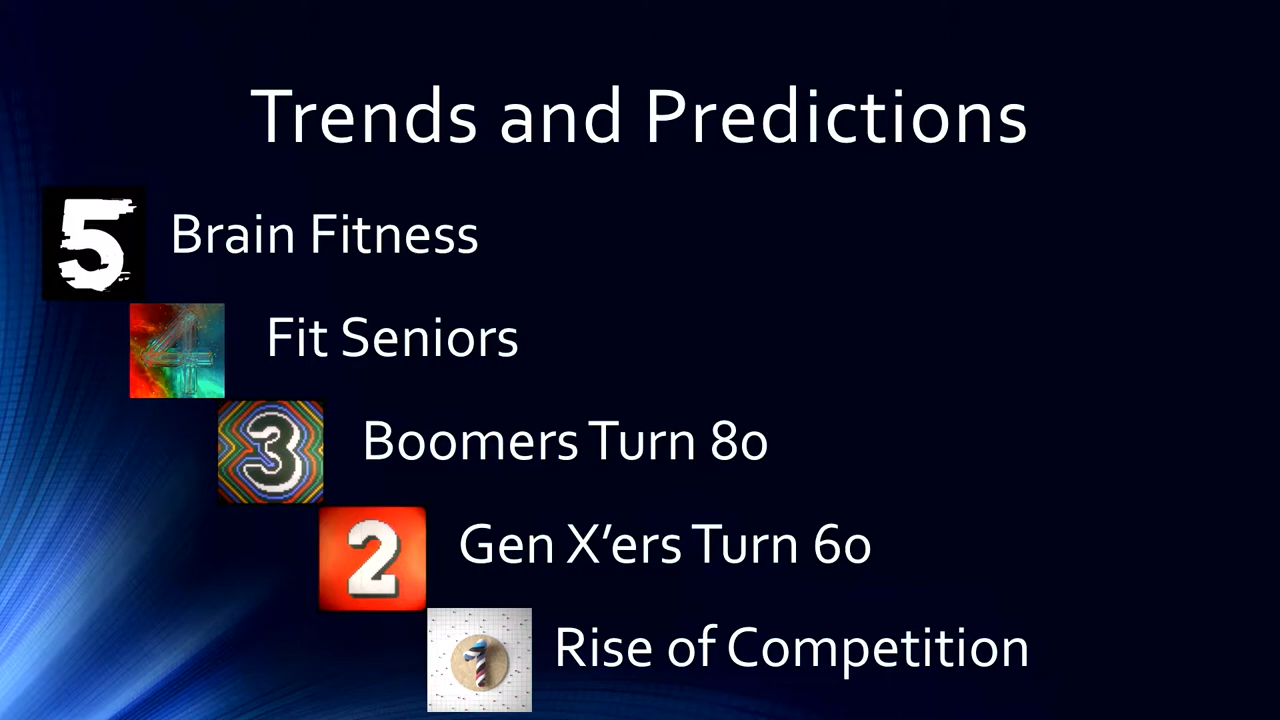 Trends and Predictions
5 Brain Fitness
4 Fit Seniors
3 Boomers Turn 80
2 Gen X’ers Turn 60
1 Rise of Competition